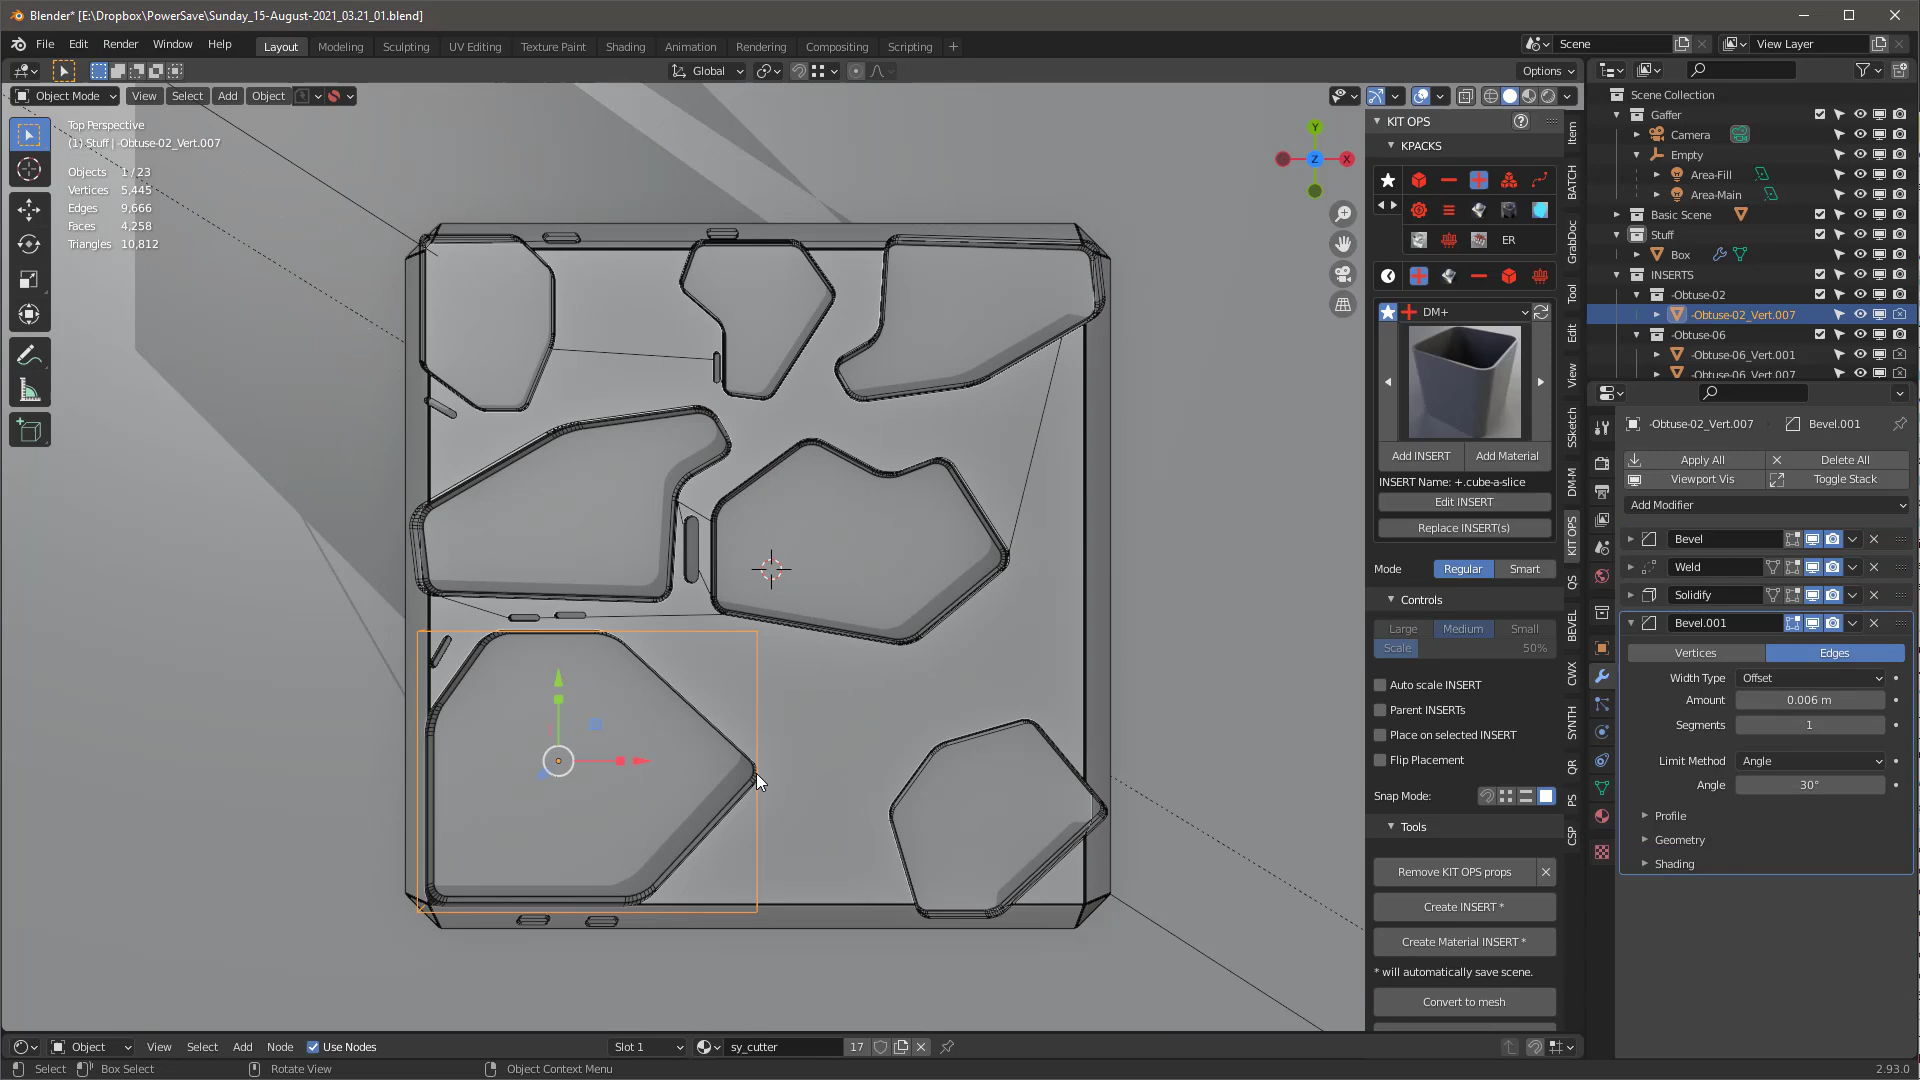 Blender* [E:\Dropbox\PowerSave\Sunday_15-August-2021_03.21_01.blend]
File Edit Render Window Help Layout Modeling Sculpting UV Editing Texture Paint Shading Animation Rendering Compositing Scripting + Scene View Layer
Global Options
Object Mode View Select Add Object
Top Perspective
(1) Stuff | -Obtuse-02_Vert.007
Objects 1/23
Vertices 5,445
Edges 9,666
Faces 4,258
Triangles 10,812
Y
X
Z
KIT OPS
KPACKS
ER
DM+
Add INSERT Add Material
INSERT Name: +.cube-a-slice
Edit INSERT
Replace INSERT(s)
Mode Regular Smart
Controls
Large Medium Small
Scale 50%
Auto scale INSERT
Parent INSERTs
Place on selected INSERT
Flip Placement
Snap Mode:
Tools
Remove KIT OPS props
Create INSERT *
Create Material INSERT *
* will automatically save scene.
Convert to mesh
Item
BATCH
GrabDoc
Tool
Edit
View
SSketch
DM-M
KIT OPS
QS
BEVEL
CWX
SYNTH
QR
PS
CSP
Scene Collection
Gaffer
Camera
Empty
Area-Fill
Area-Main
Basic Scene
Stuff
Box
INSERTS
-Obtuse-02
-Obtuse-02_Vert.007
-Obtuse-06
-Obtuse-06_Vert.001
-Obtuse-06_Vert.007
-Obtuse-02_Vert.007 Bevel.001
Apply All Delete All
Viewport Vis Toggle Stack
Add Modifier
Bevel
Weld
Solidify
Bevel.001
Vertices Edges
Width Type Offset
Amount 0.006 m
Segments 1
Limit Method Angle
Angle 30°
Profile
Geometry
Shading
Object View Select Add Node Use Nodes Slot 1 sy_cutter 17
Select Box Select Rotate View Object Context Menu 2.93.0